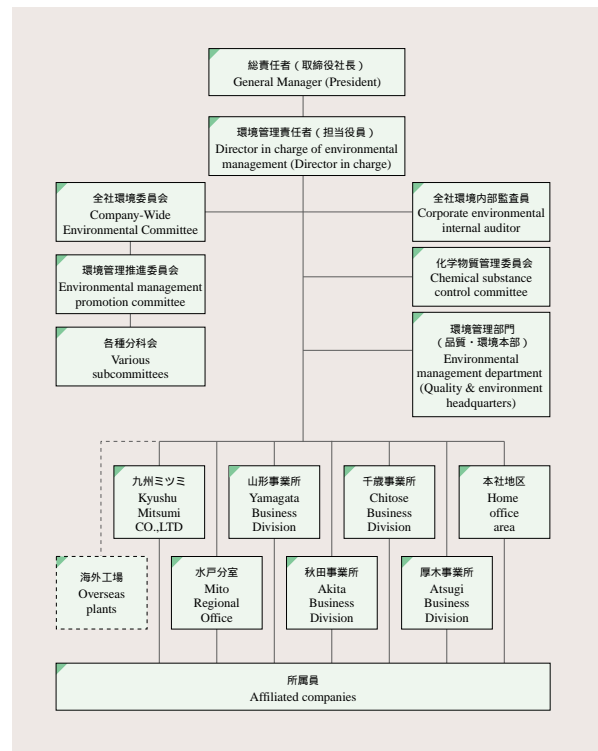 総責任者（取締役社長）
General Manager (President)
環境管理責任者（担当役員）
Director in charge of environmental
management (Director in charge)
全社環境委員会
Company-Wide
Environmental Committee
全社環境内部監査員
Corporate environmental
internal auditor
環境管理推進委員会
Environmental management
promotion committee
化学物質管理委員会
Chemical substance
control committee
各種分科会
Various
subcommittees
環境管理部門
（品質・環境本部）
Environmental
management department
(Quality & environment
headquarters)
九州ミツミ
Kyushu
Mitsumi
CO.,LTD
山形事業所
Yamagata
Business
Division
千歳事業所
Chitose
Business
Division
本社地区
Home
office
area
海外工場
Overseas
plants
水戸分室
Mito
Regional
Office
秋田事業所
Akita
Business
Division
厚木事業所
Atsugi
Business
Division
所属員
Affiliated companies